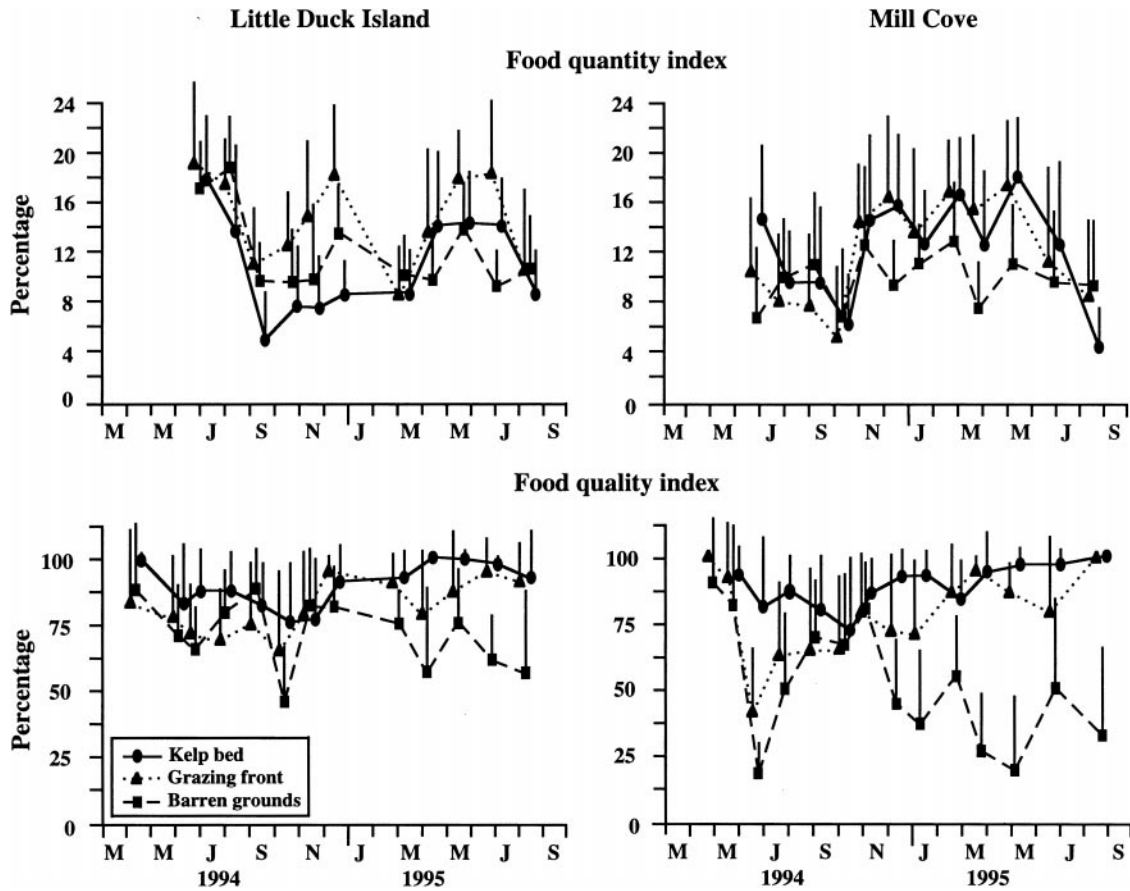 Little Duck Island
Mill Cove
Food quantity index
Percentage
24
20
16
12
8
4
0
M M J S N J M M J S
24
20
16
12
8
4
0
M M J S N J M M J S
Food quality index
Percentage
100
75
50
25
0
Kelp bed
Grazing front
Barren grounds
M M J S N J M M J S
1994 1995
100
75
50
25
0
M M J S N J M M J S
1994 1995